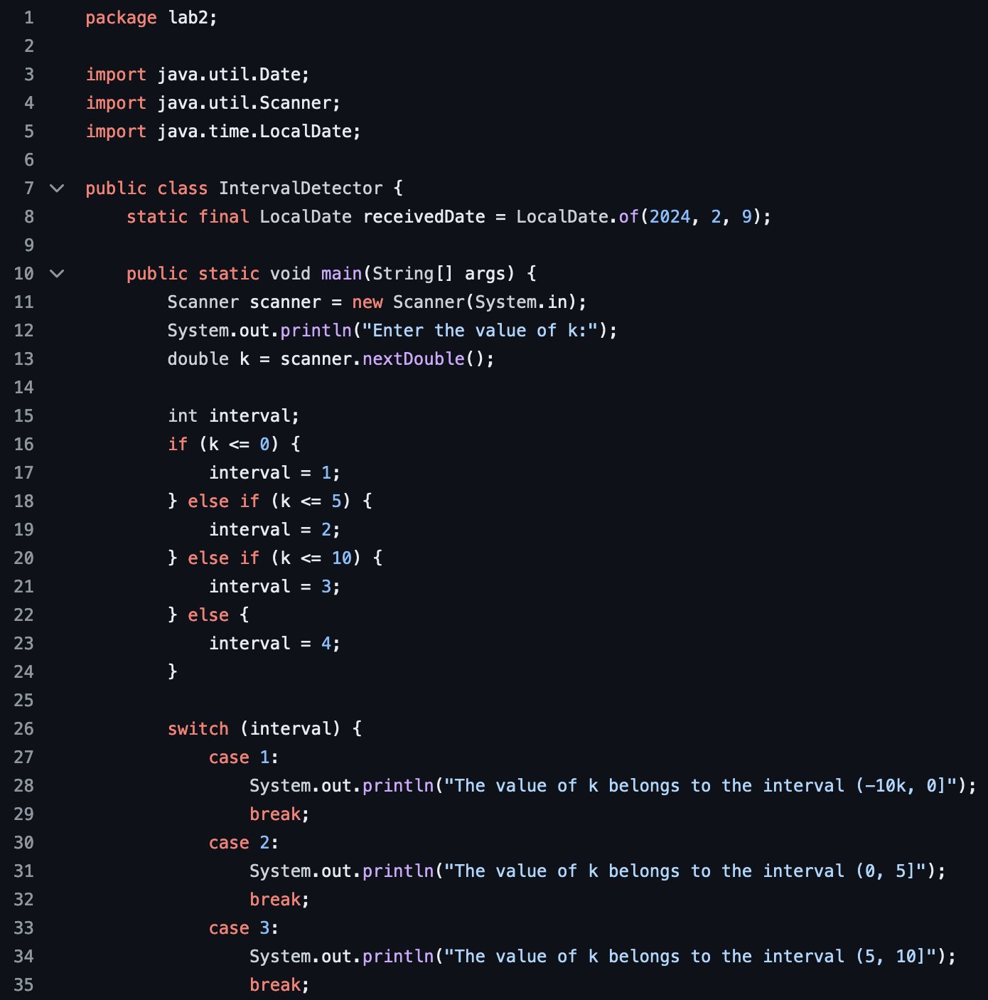 1 package lab2;
2
3 import java.util.Date;
4 import java.util.Scanner;
5 import java.time.LocalDate;
6
7 public class IntervalDetector {
8     static final LocalDate receivedDate = LocalDate.of(2024, 2, 9);
9
10     public static void main(String[] args) {
11         Scanner scanner = new Scanner(System.in);
12         System.out.println("Enter the value of k:");
13         double k = scanner.nextDouble();
14
15         int interval;
16         if (k <= 0) {
17             interval = 1;
18         } else if (k <= 5) {
19             interval = 2;
20         } else if (k <= 10) {
21             interval = 3;
22         } else {
23             interval = 4;
24         }
25
26         switch (interval) {
27             case 1:
28                 System.out.println("The value of k belongs to the interval (-10k, 0]");
29                 break;
30             case 2:
31                 System.out.println("The value of k belongs to the interval (0, 5]");
32                 break;
33             case 3:
34                 System.out.println("The value of k belongs to the interval (5, 10]");
35                 break;